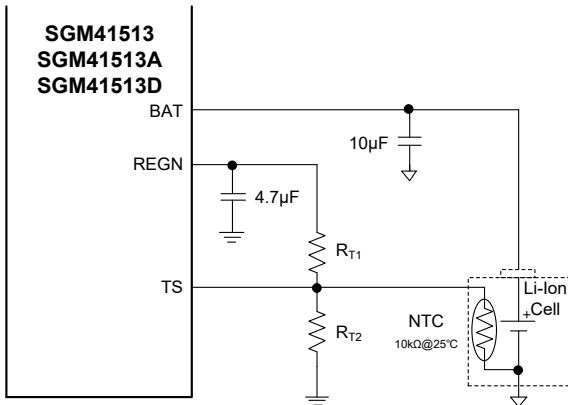 SGM41513
SGM41513A
SGM41513D
BAT
10µF
REGN
4.7µF
RT1
TS
Li-Ion
Cell
+
NTC
RT2
10kΩ@25℃